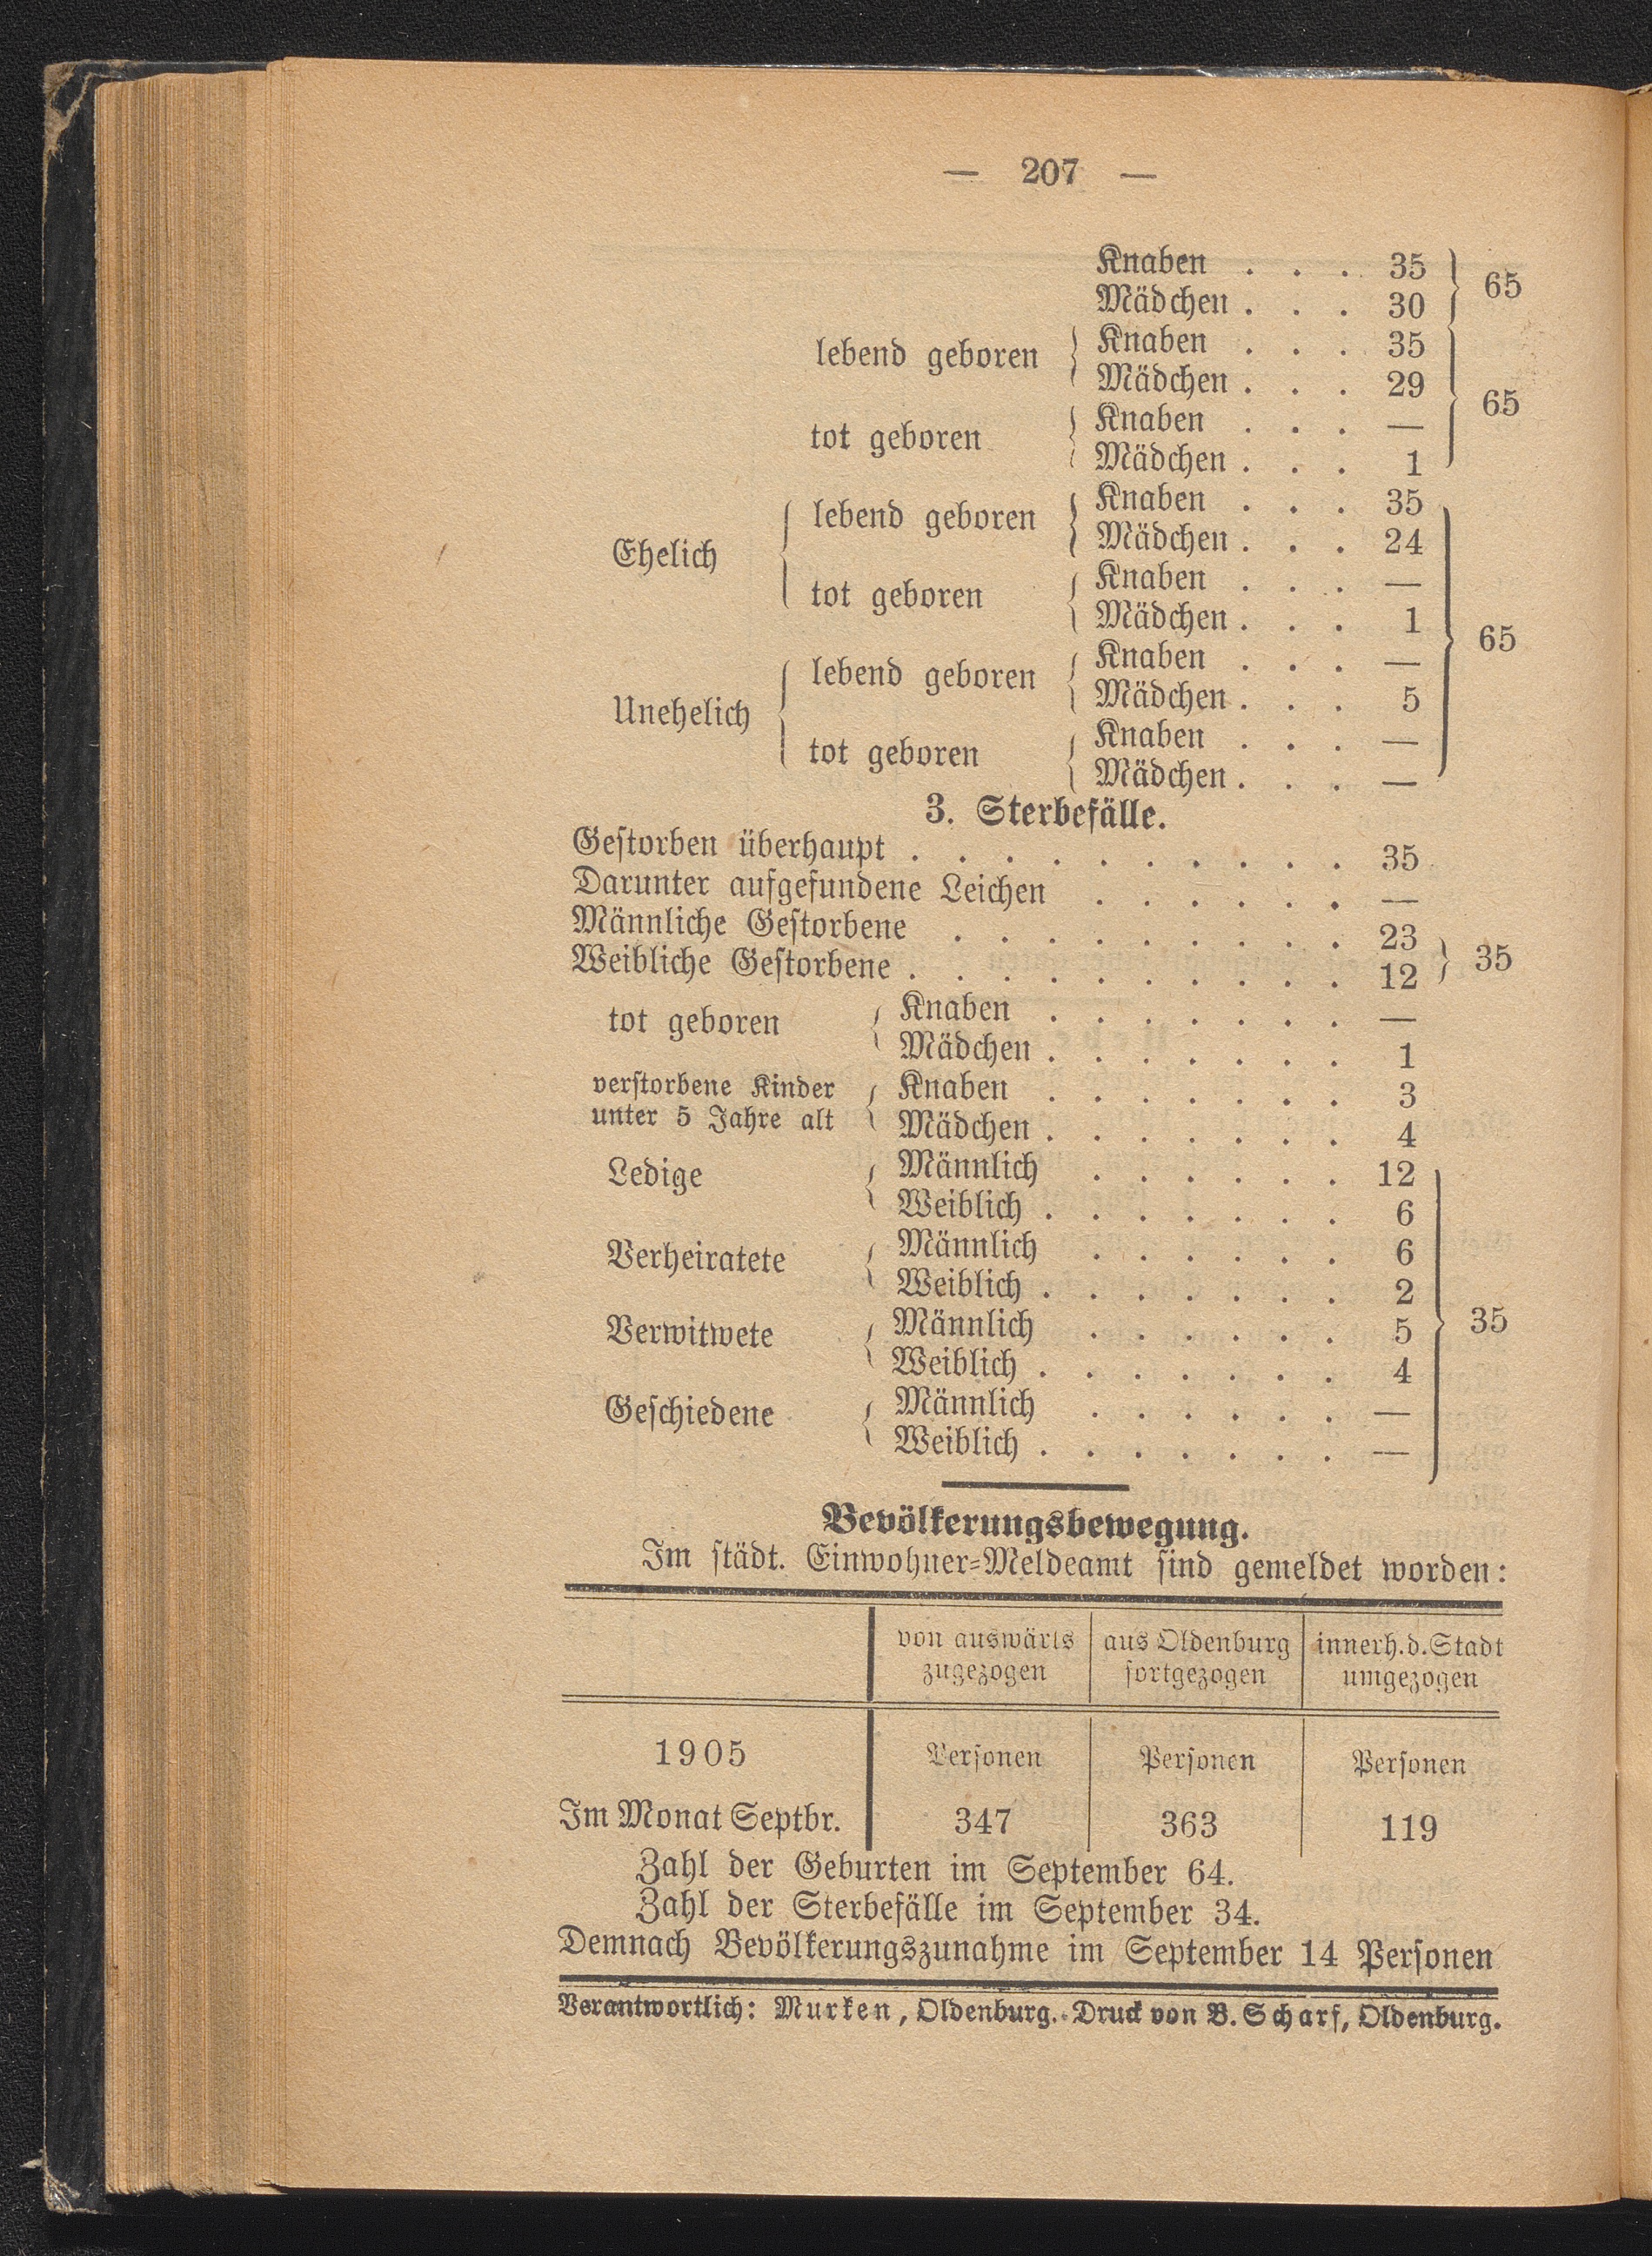 — 207 —
Knaben . . . 35 } 65
Mädchen . . . 30
lebend geboren { Knaben . . . 35
Mädchen . . . 29 } 65
tot geboren { Knaben . . . —
Mädchen . . . 1
Ehelich { lebend geboren { Knaben . . . 35
Mädchen . . . 24
tot geboren { Knaben . . . —
Mädchen . . . 1 } 65
Unehelich { lebend geboren { Knaben . . . —
Mädchen . . . 5
tot geboren { Knaben . . . —
Mädchen . . . —
3. Sterbefälle.
Gestorben überhaupt . . . . . . . . . . 35
Darunter aufgefundene Leichen . . . . . . —
Männliche Gestorbene . . . . . . . . . 23 } 35
Weibliche Gestorbene . . . . . . . . . . 12
tot geboren { Knaben . . . . . . . —
Mädchen . . . . . . . 1
verstorbene Kinder { Knaben . . . . . . . 3
unter 5 Jahre alt Mädchen . . . . . . . 4
Ledige { Männlich . . . . . . 12
Weiblich . . . . . . . 6
Verheiratete { Männlich . . . . . . 6
Weiblich . . . . . . . 2
Verwitwete { Männlich . . . . . . 5 } 35
Weiblich . . . . . . . 4
Geschiedene { Männlich . . . . . . —
Weiblich . . . . . . . —
Bevölkerungsbewegung.
Im städt. Einwohner-Meldeamt sind gemeldet worden:
von auswärts aus Oldenburg innerh. d. Stadt
zugezogen fortgezogen umgezogen
1905 Personen Personen Personen
Im Monat Septbr. 347 363 119
Zahl der Geburten im September 64.
Zahl der Sterbefälle im September 34.
Demnach Bevölkerungszunahme im September 14 Personen
Verantwortlich: Murken, Oldenburg. Druck von B. Scharf, Oldenburg.